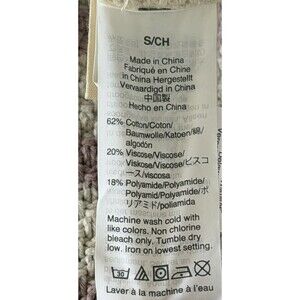 S/CH
Made in China
Fabriqué en Chine
in China Hergestellt
Vervaardigd in China
中国製
Hecho en China
62% Cotton/Coton/
Baumwolle/Katoen/綿/
algodón
20% Viscose/Viscose/
Viskose/Viscose/ビスコ
ース/viscosa
18% Polyamide/Polyamide/
Polyamid/Polyamide/ポ
リアミド/poliamida
Machine wash cold with
like colors. Non chlorine
bleach only. Tumble dry
low. Iron on lowest setting.
30
Laver à la machine à l'eau